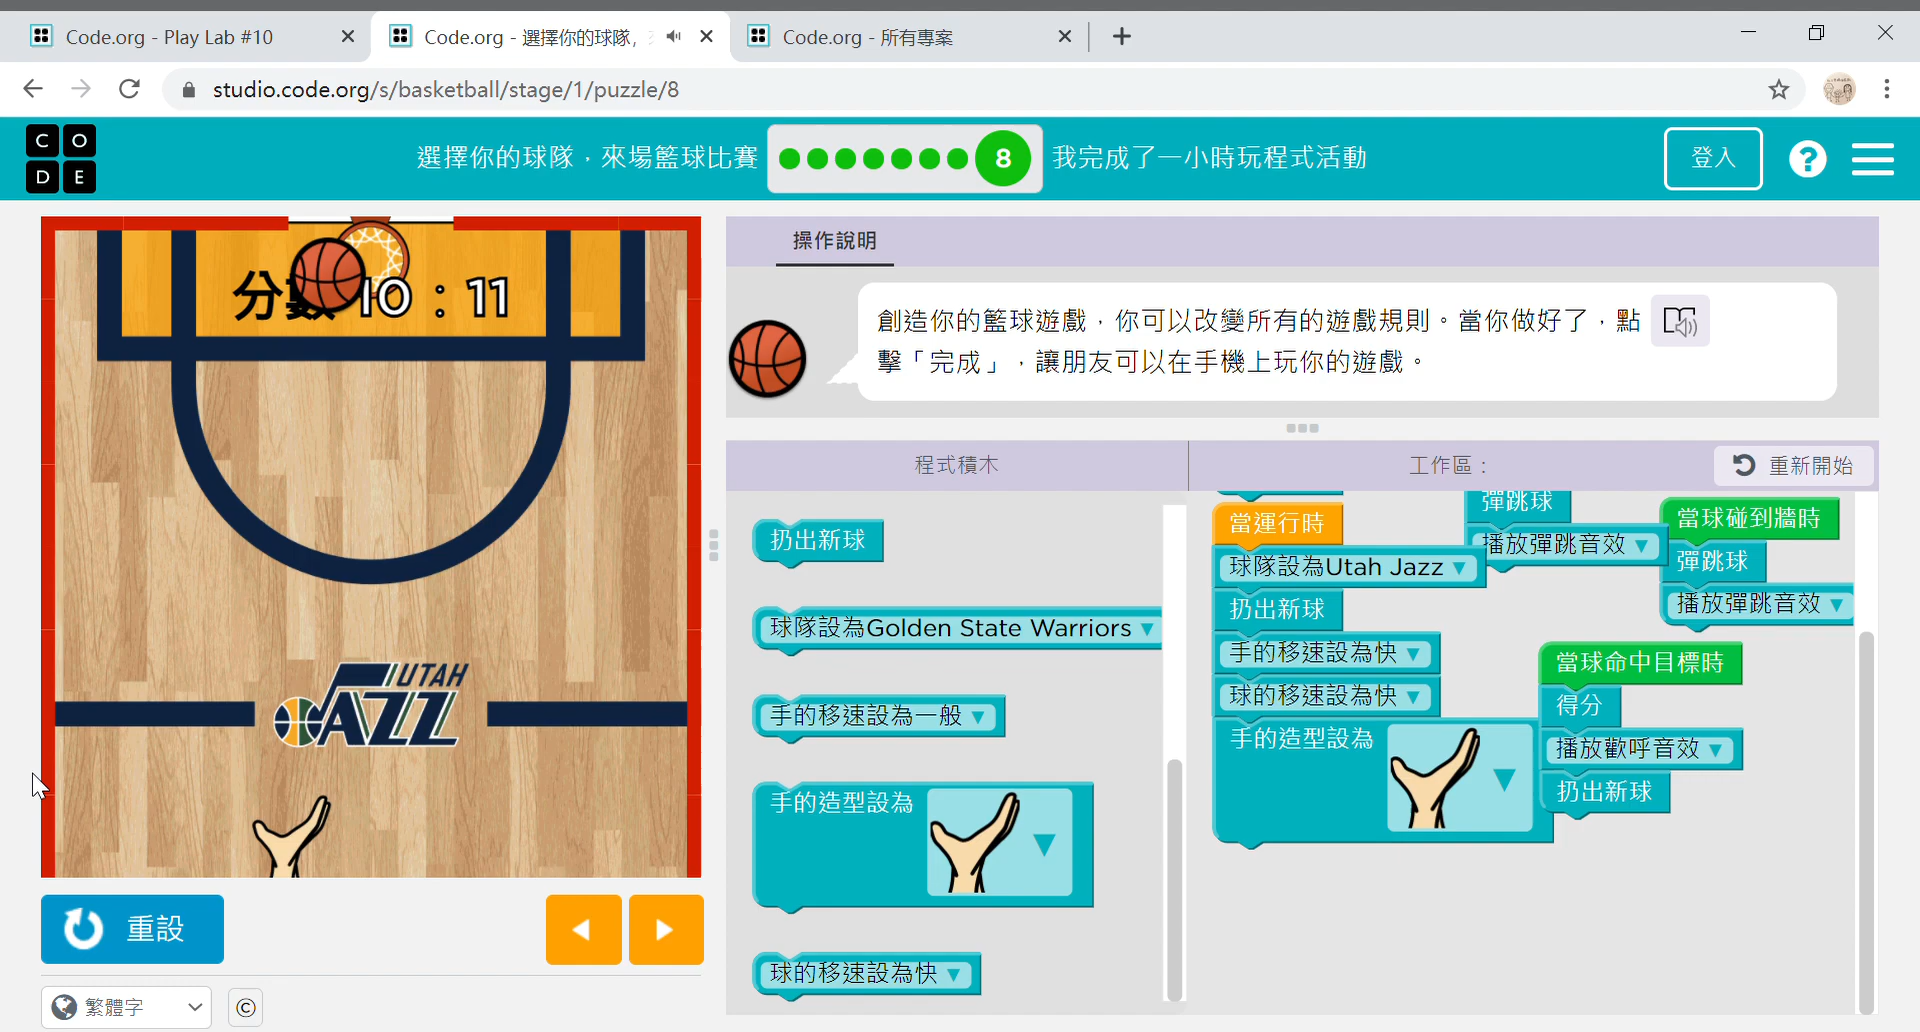 Code.org - Play Lab #10
Code.org - 選擇你的球隊,
Code.org - 所有專案
studio.code.org/s/basketball/stage/1/puzzle/8
C O
D E
選擇你的球隊，來場籃球比賽
8
我完成了一小時玩程式活動
登入
?
分數 10 : 11
UTAH
JAZZ
重設
繁體字
©
操作說明
創造你的籃球遊戲，你可以改變所有的遊戲規則。當你做好了，點
擊「完成」，讓朋友可以在手機上玩你的遊戲。
程式積木
工作區：
重新開始
扔出新球
球隊設為Golden State Warriors
手的移速設為一般
手的造型設為
球的移速設為快
當運行時
球隊設為Utah Jazz
扔出新球
手的移速設為快
球的移速設為快
手的造型設為
彈跳球
播放彈跳音效
當球碰到牆時
彈跳球
播放彈跳音效
當球命中目標時
得分
播放歡呼音效
扔出新球